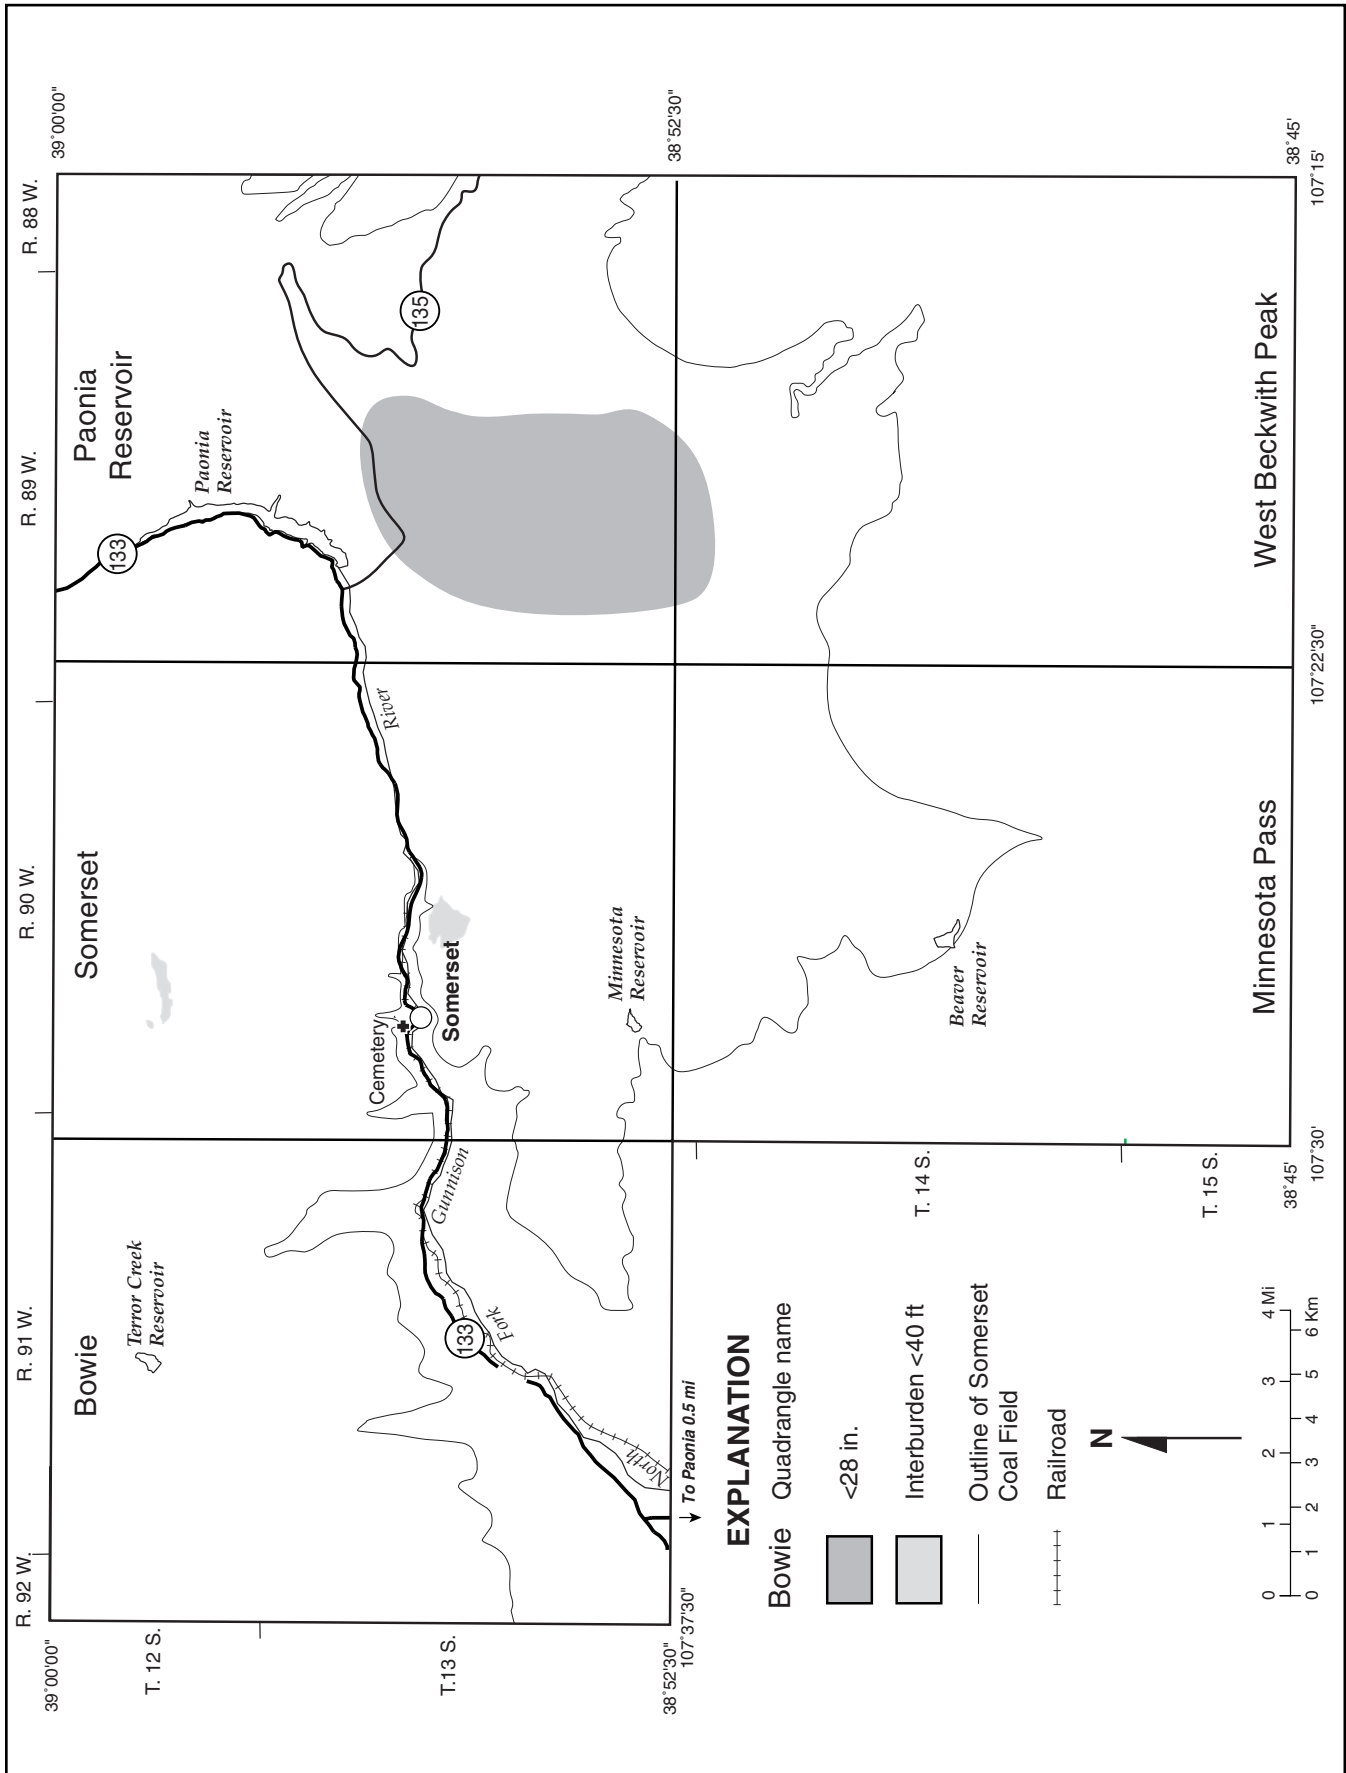 R. 92 W.
R. 91 W.
R. 90 W.
R. 89 W.
R. 88 W.
39°00'00"
39°00'00"
Bowie
Somerset
Paonia
Reservoir
133
T. 12 S.
Terror Creek
Reservoir
Paonia
Reservoir
Cemetery
River
135
T.13 S.
133
Fork
Gunnison
Somerset
North
Minnesota
Reservoir
38°52'30"
107°37'30"
38°52'30"
To Paonia 0.5 mi
EXPLANATION
Bowie Quadrangle name
<28 in.
Interburden <40 ft
Outline of Somerset
Coal Field
Railroad
N
0 1 2 3 4 Mi
0 1 2 3 4 5 6 Km
T. 14 S.
T. 15 S.
Beaver
Reservoir
Minnesota Pass
West Beckwith Peak
38°45'
107°30'
107°22'30"
38°45'
107°15'